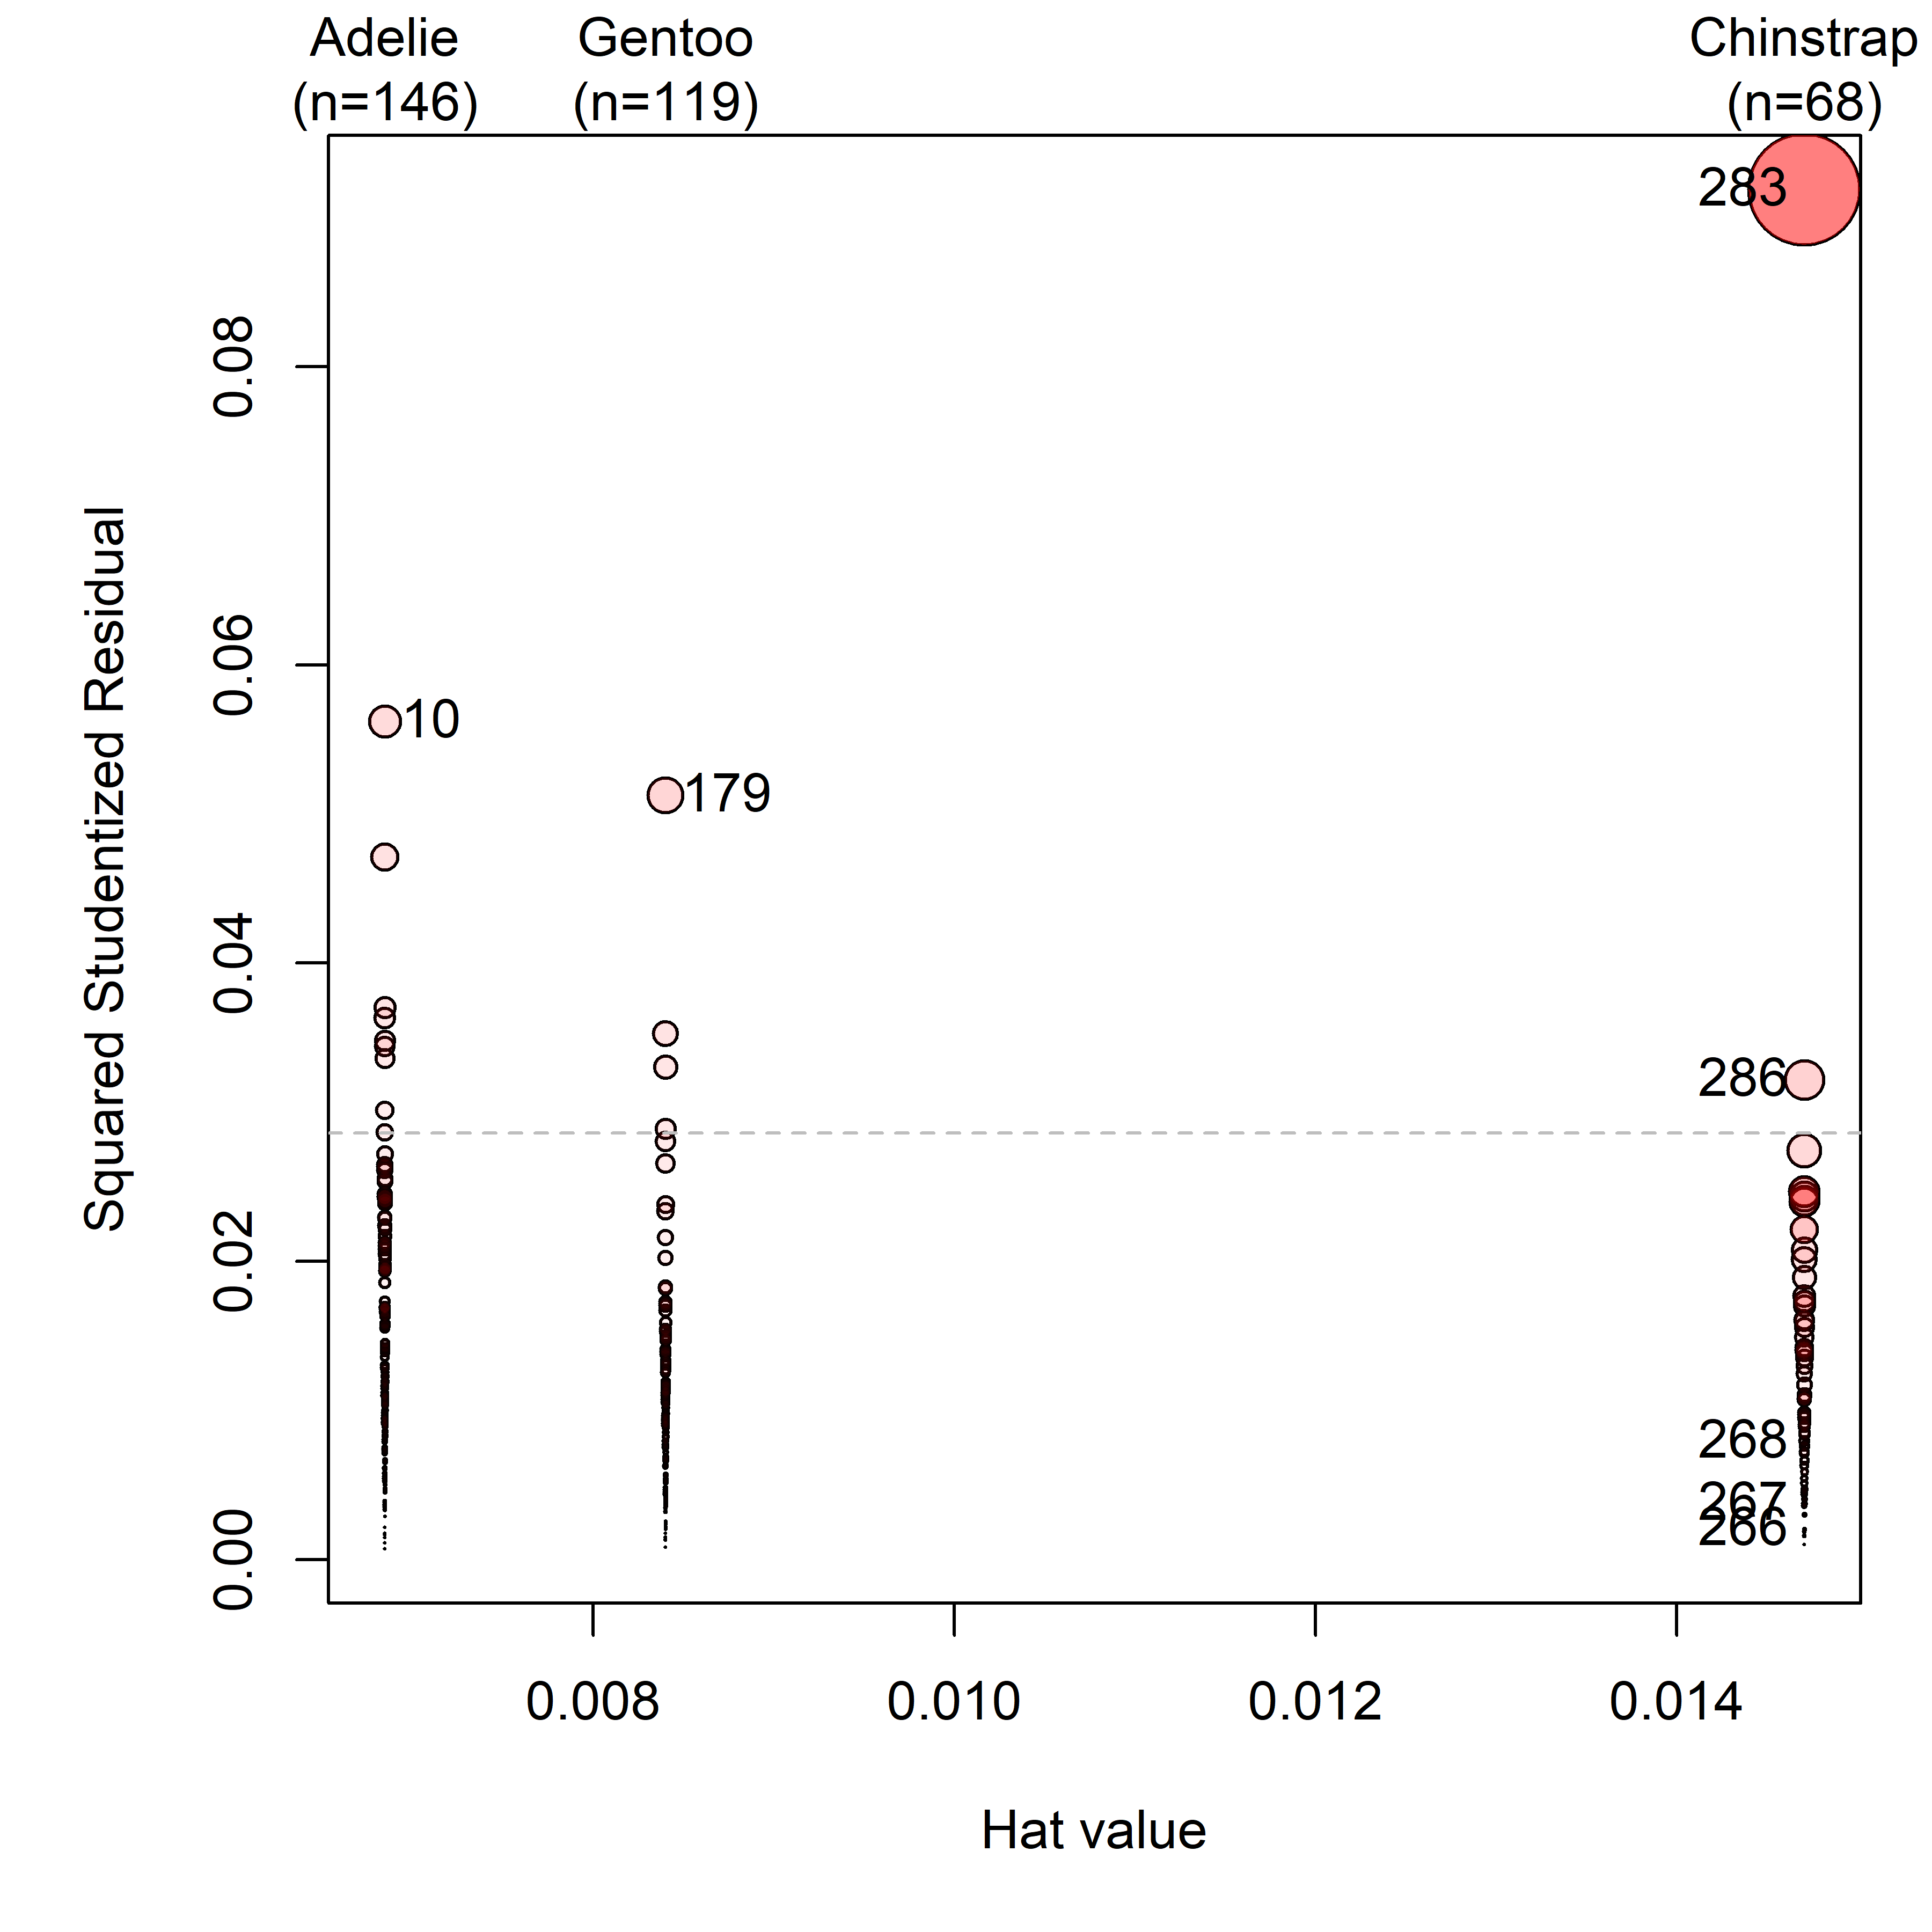 Adelie
(n=146)
Gentoo
(n=119)
Chinstrap
(n=68)
Squared Studentized Residual
0.08
0.06
0.04
0.02
0.00
283
10
179
286
268
267
266
0.008
0.010
0.012
0.014
Hat value